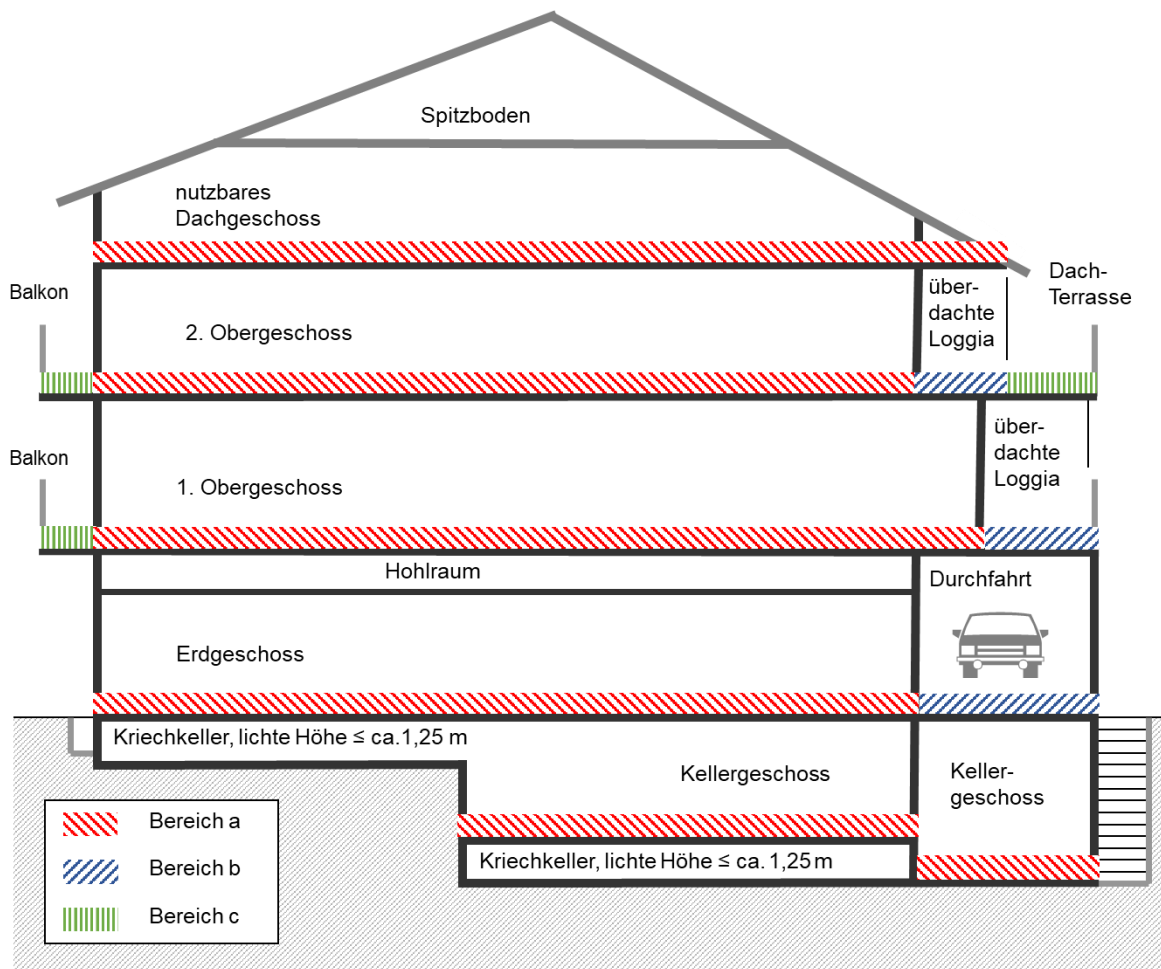 Spitzboden
nutzbares
Dachgeschoss
Balkon
2. Obergeschoss
über-
dachte
Loggia
Dach-
Terrasse
Balkon
1. Obergeschoss
über-
dachte
Loggia
Hohlraum
Durchfahrt
Erdgeschoss
Kriechkeller, lichte Höhe ≤ ca.1,25 m
Kellergeschoss
Keller-
geschoss
Kriechkeller, lichte Höhe ≤ ca. 1,25 m
Bereich a
Bereich b
Bereich c